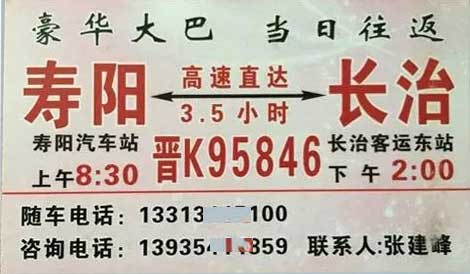 豪华大巴 当日往返
寿阳 高速直达 长治
3.5小时
寿阳汽车站 晋K95846 长治客运东站
上午8:30 下午2:00
随车电话：13313 100
咨询电话：13935 859 联系人:张建峰